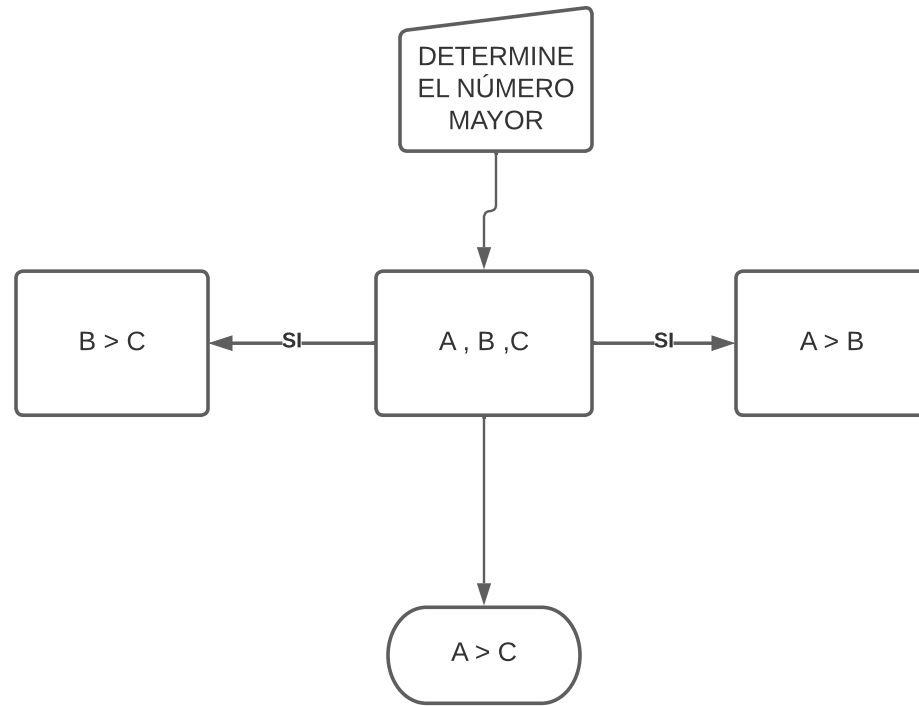 DETERMINE
EL NÚMERO
MAYOR
B > C
SI
A , B ,C
SI
A > B
A > C